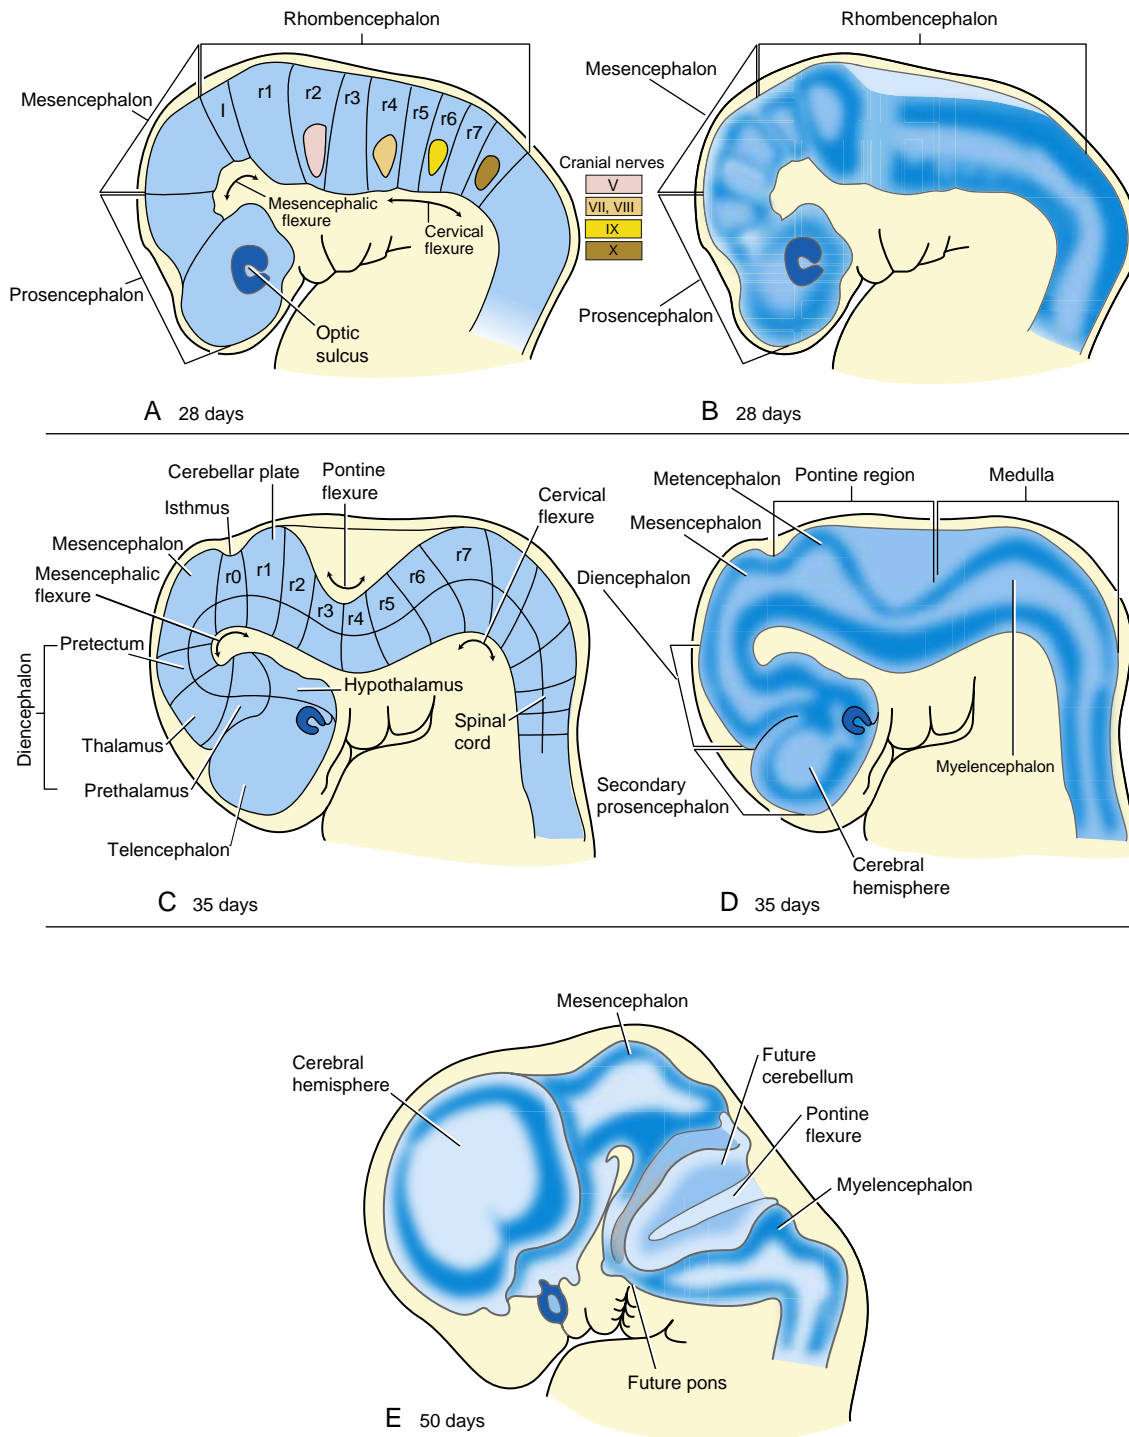 Rhombencephalon
Mesencephalon
I
r1
r2
r3
r4
r5
r6
r7
Mesencephalic
flexure
Cervical
flexure
Prosencephalon
Optic
sulcus
A 28 days
Cranial nerves
V
VII, VIII
IX
X
Rhombencephalon
Mesencephalon
Prosencephalon
B 28 days
Cerebellar plate
Pontine
flexure
Cervical
flexure
Isthmus
Mesencephalon
Mesencephalic
flexure
r0
r1
r2
r3
r4
r5
r6
r7
Pretectum
Diencephalon
Hypothalamus
Spinal
cord
Thalamus
Prethalamus
Telencephalon
C 35 days
Metencephalon
Pontine region
Medulla
Mesencephalon
Diencephalon
Secondary
prosencephalon
Myelencephalon
Cerebral
hemisphere
D 35 days
Mesencephalon
Cerebral
hemisphere
Future
cerebellum
Pontine
flexure
Myelencephalon
Future pons
E 50 days